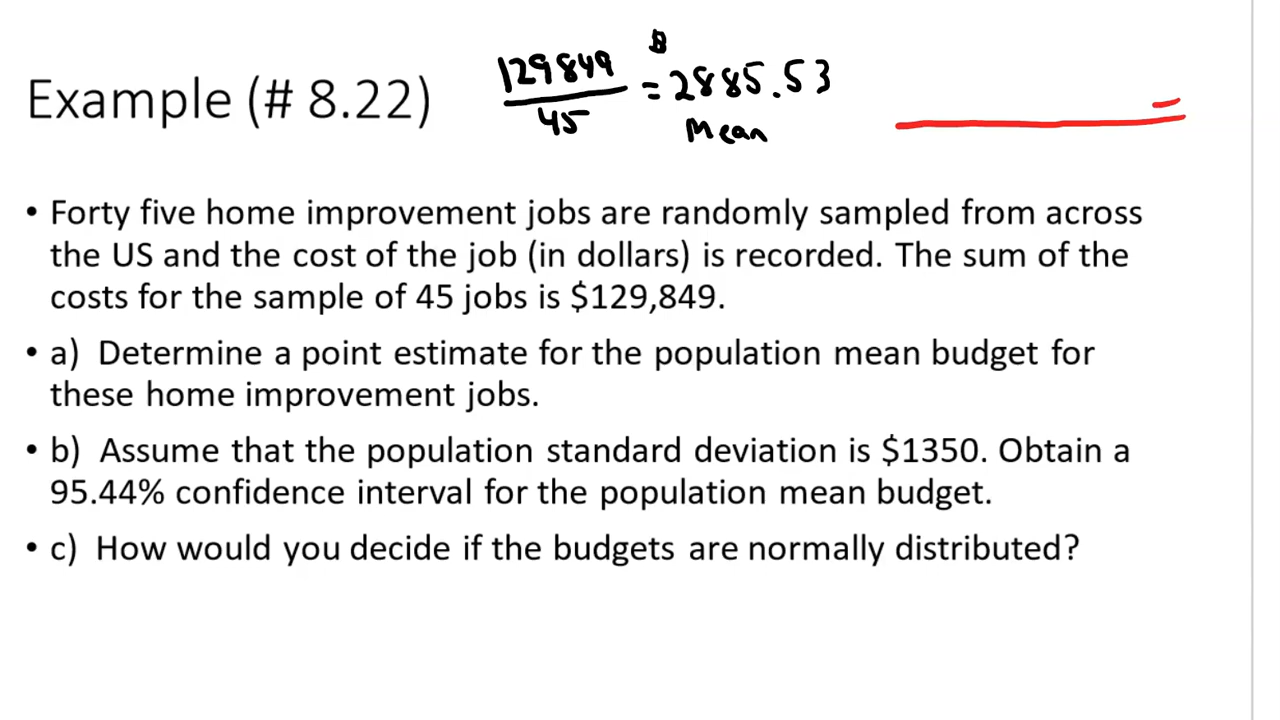 129849
45
= 2885.53
Mean
Example (# 8.22)
• Forty five home improvement jobs are randomly sampled from across
the US and the cost of the job (in dollars) is recorded. The sum of the
costs for the sample of 45 jobs is $129,849.
• a) Determine a point estimate for the population mean budget for
these home improvement jobs.
• b) Assume that the population standard deviation is $1350. Obtain a
95.44% confidence interval for the population mean budget.
• c) How would you decide if the budgets are normally distributed?